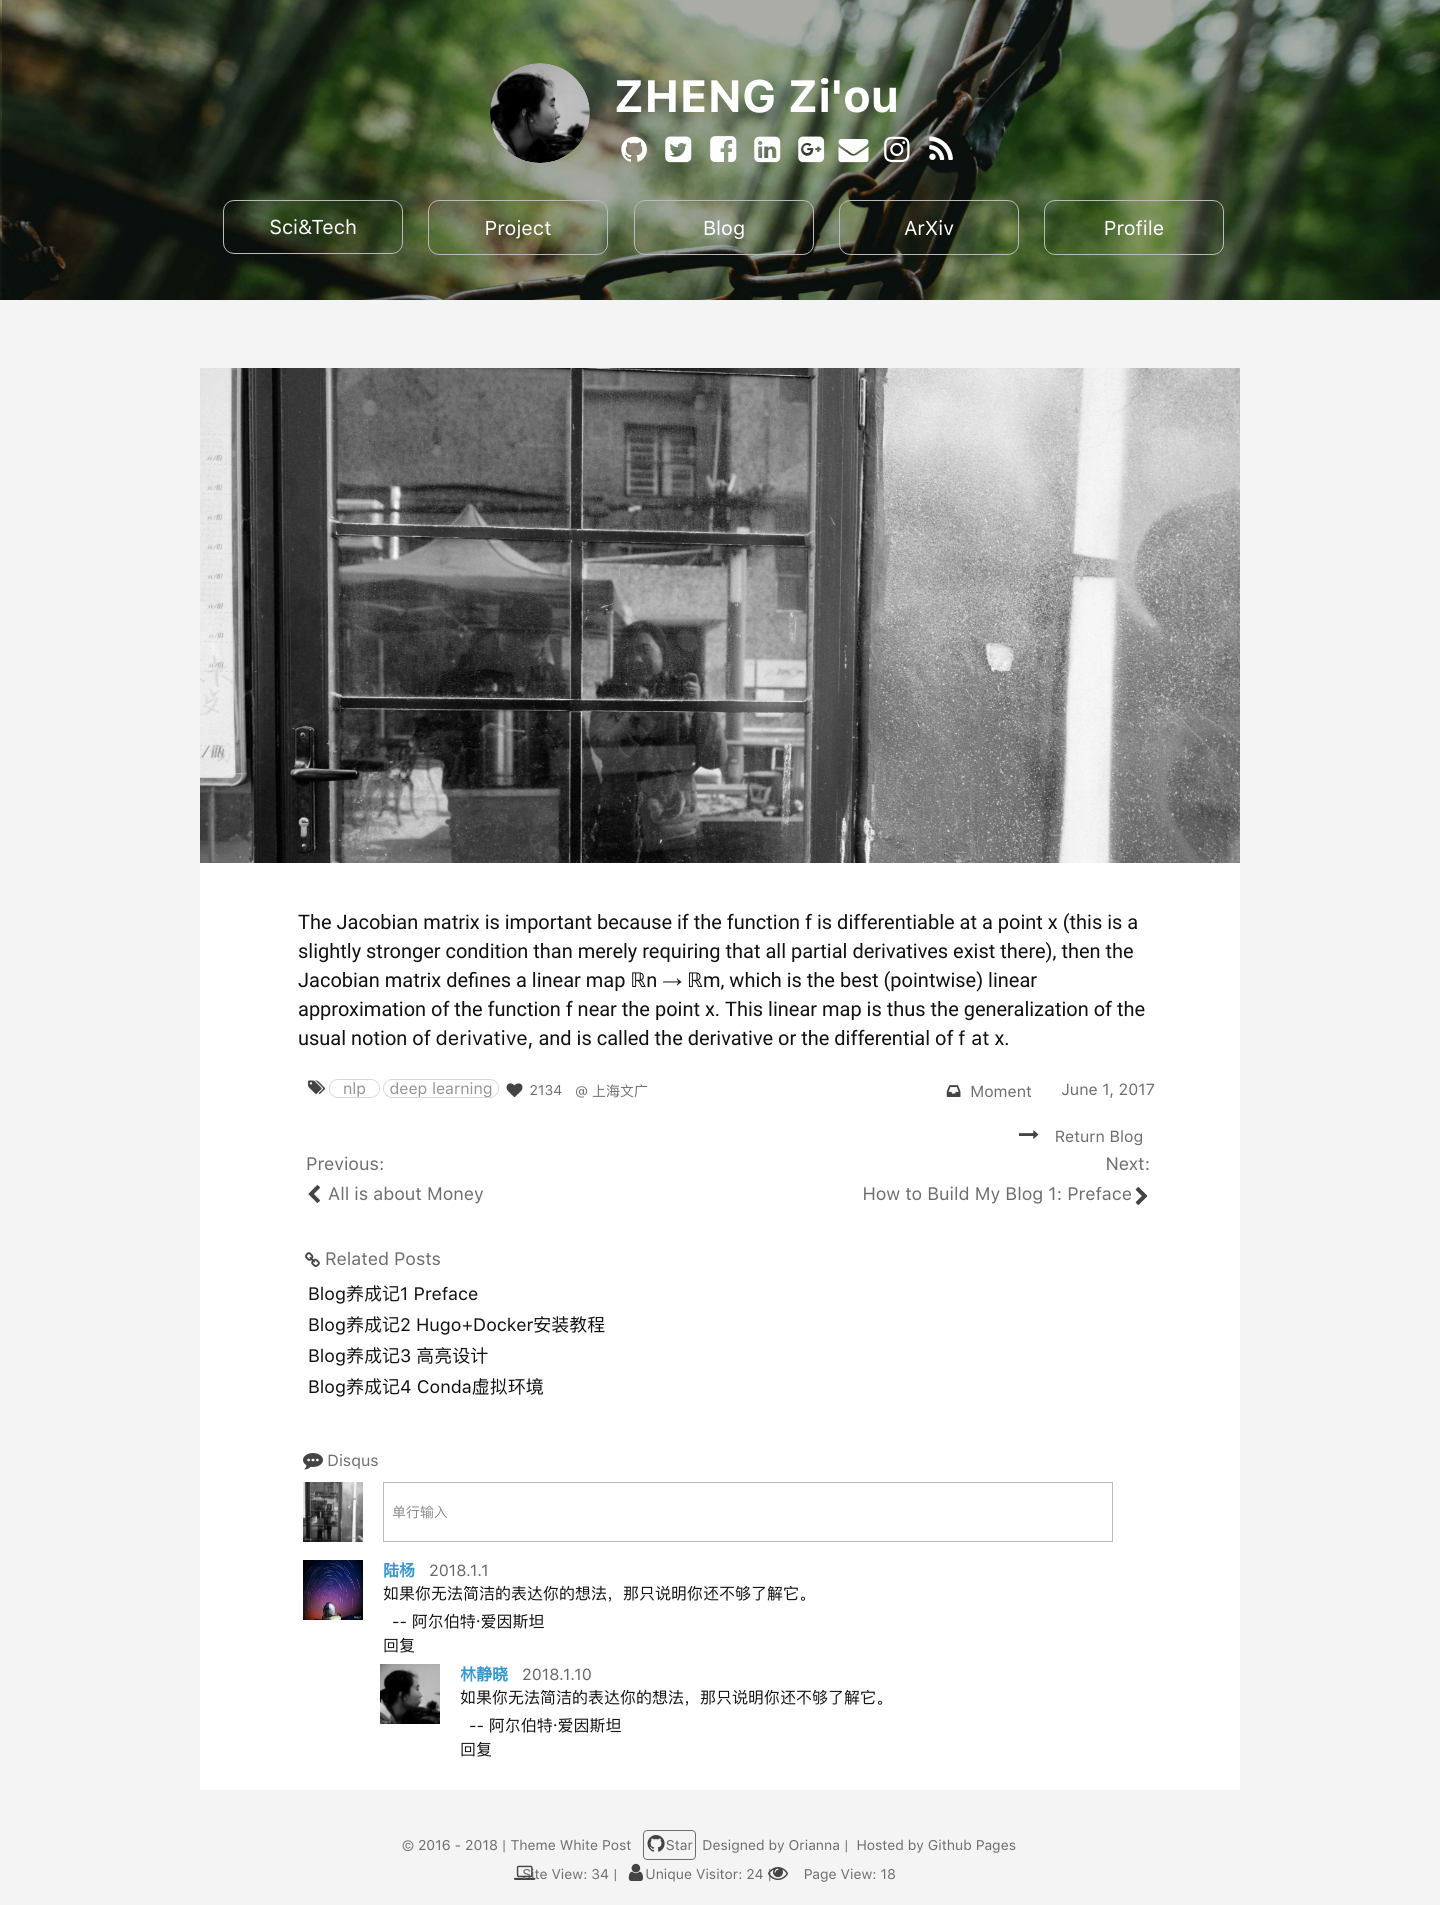 ZHENG Zi'ou
Sci&Tech
Project
Blog
ArXiv
Profile
The Jacobian matrix is important because if the function f is differentiable at a point x (this is a
slightly stronger condition than merely requiring that all partial derivatives exist there), then the
Jacobian matrix defines a linear map ℝn → ℝm, which is the best (pointwise) linear
approximation of the function f near the point x. This linear map is thus the generalization of the
usual notion of derivative, and is called the derivative or the differential of f at x.
nlp deep learning 2134 @ 上海文广 Moment June 1, 2017
Return Blog
Previous: Next:
All is about Money How to Build My Blog 1: Preface
Related Posts
Blog养成记1 Preface
Blog养成记2 Hugo+Docker安装教程
Blog养成记3 高亮设计
Blog养成记4 Conda虚拟环境
Disqus
单行输入
陆杨 2018.1.1
如果你无法简洁的表达你的想法，那只说明你还不够了解它。
-- 阿尔伯特·爱因斯坦
回复
林静晓 2018.1.10
如果你无法简洁的表达你的想法，那只说明你还不够了解它。
-- 阿尔伯特·爱因斯坦
回复
© 2016 - 2018 | Theme White Post Star Designed by Orianna | Hosted by Github Pages
Site View: 34 | Unique Visitor: 24 | Page View: 18